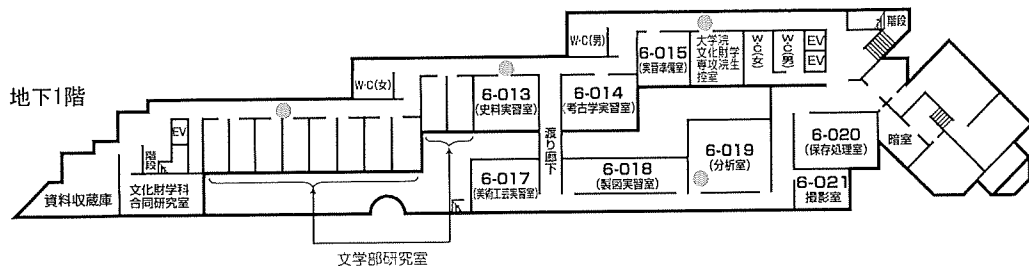 地下1階
W·C(男)
6-015
(実習準備室)
大学院
文化財学
専攻院生
控室
W·C(女)
W·C(男)
EV
EV
階段
W·C(女)
6-013
(史料実習室)
6-014
(考古学実習室)
渡り廊下
6-019
(分析室)
6-020
(保存処理室)
暗室
EV
階段
資料収蔵庫
文化財学科
合同研究室
6-017
(美術工芸実習室)
6-018
(製図実習室)
6-021
撮影室
文学部研究室